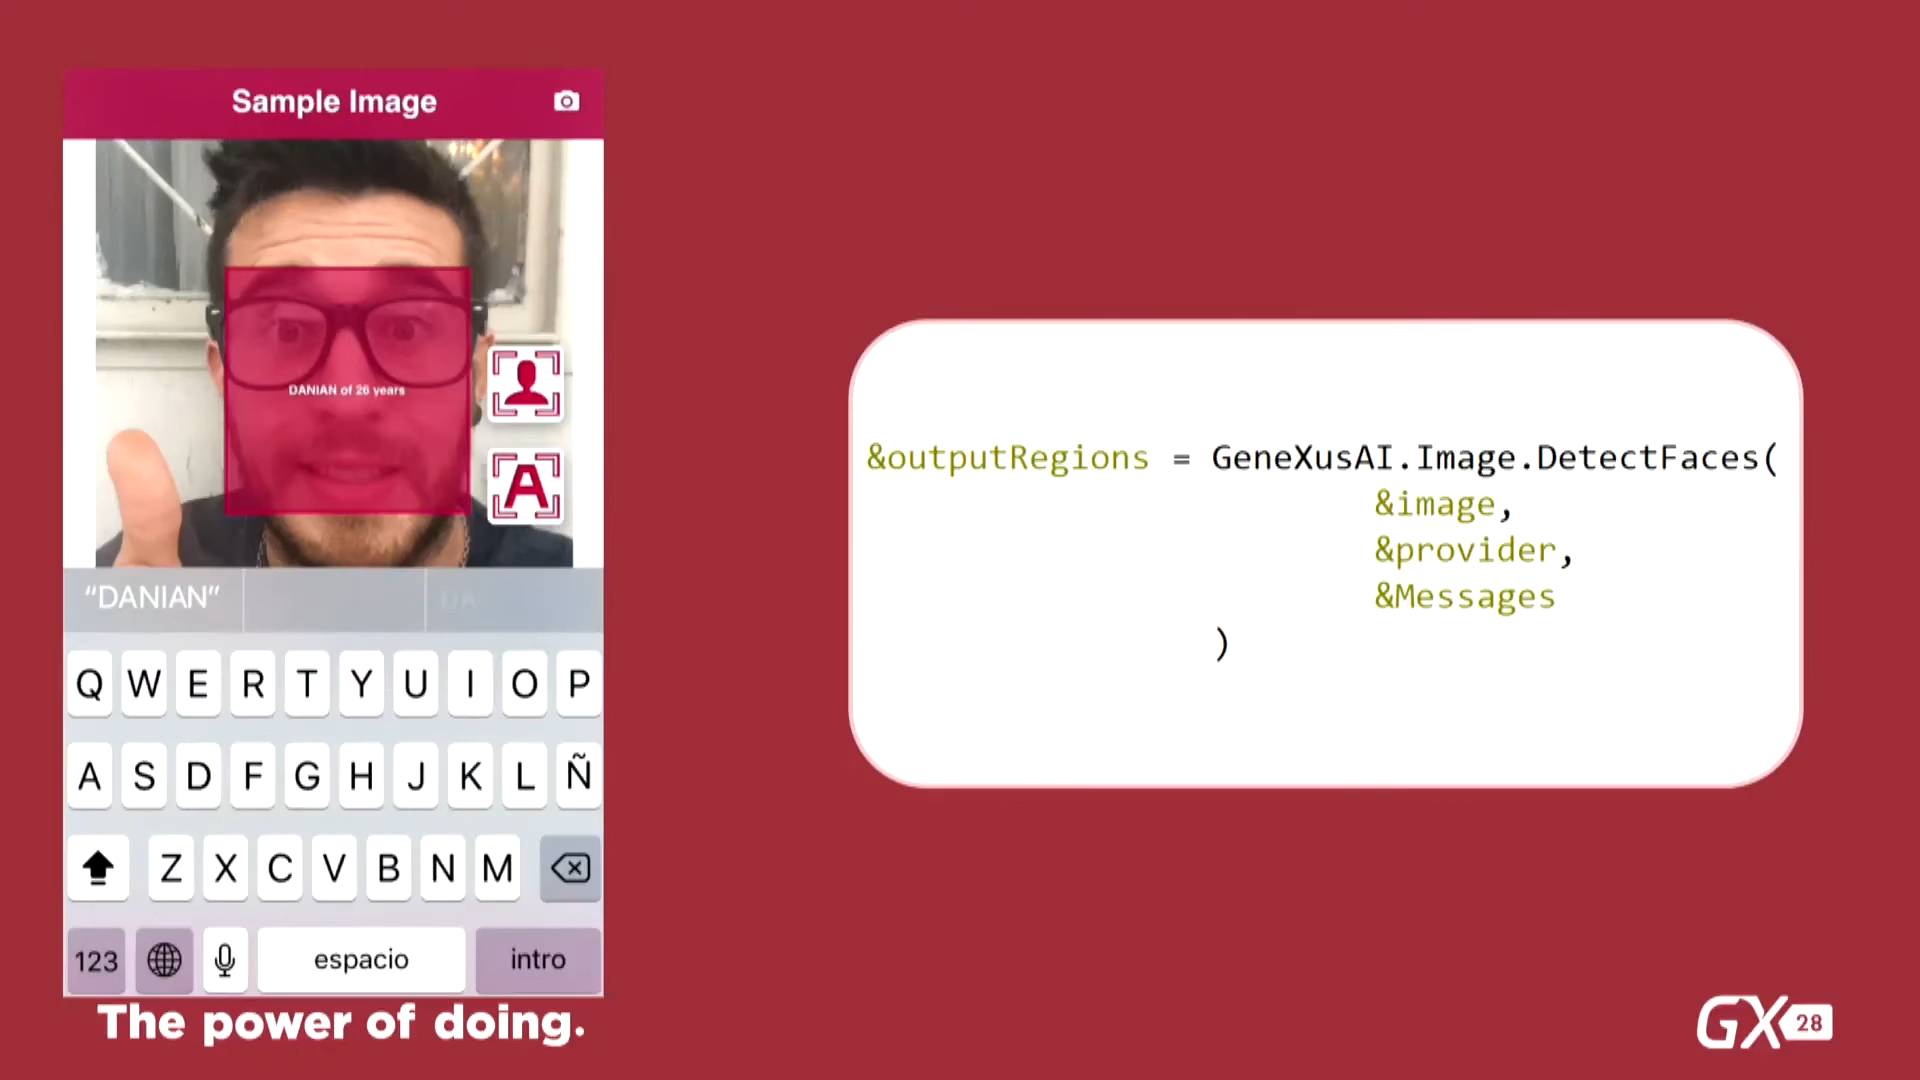 Sample Image
DANIAN of 26 years
A
“DANIAN” DA
Q W E R T Y U I O P
A S D F G H J K L Ñ
Z X C V B N M
123 espacio intro
The power of doing.
&outputRegions = GeneXusAI.Image.DetectFaces(
&image,
&provider,
&Messages
)
GX 28